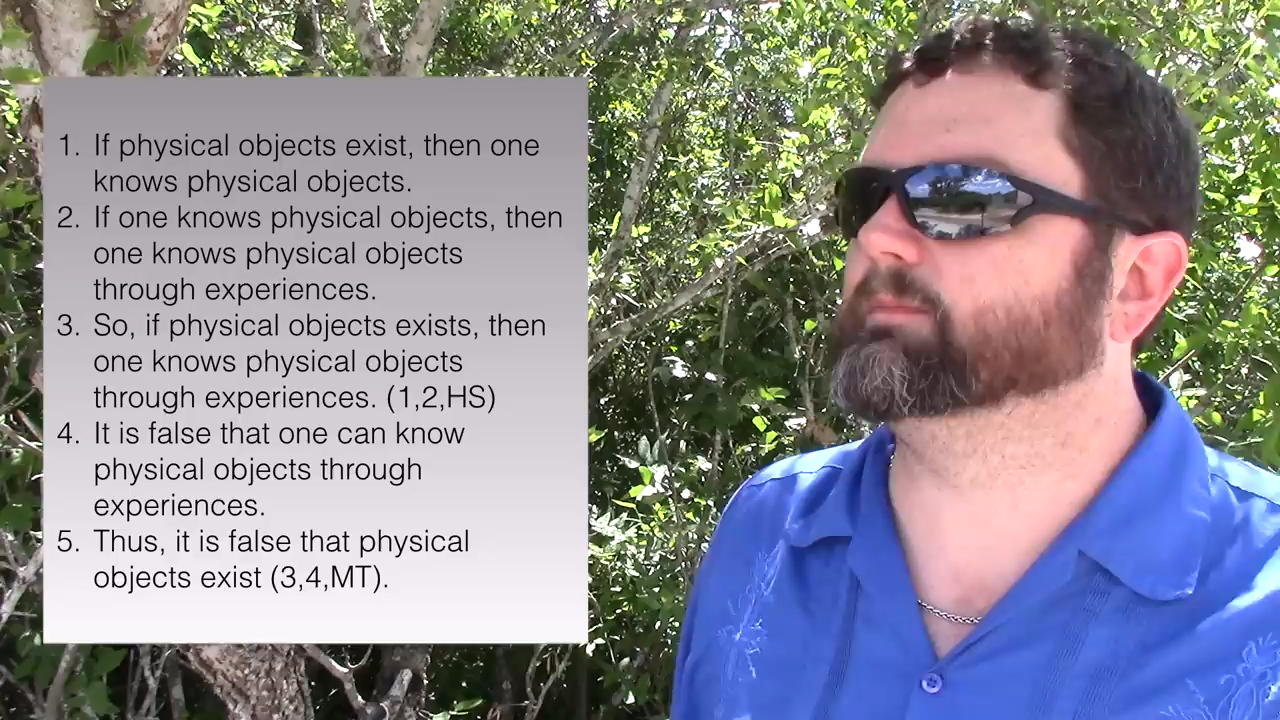 1. If physical objects exist, then one
knows physical objects.
2. If one knows physical objects, then
one knows physical objects
through experiences.
3. So, if physical objects exists, then
one knows physical objects
through experiences. (1,2,HS)
4. It is false that one can know
physical objects through
experiences.
5. Thus, it is false that physical
objects exist (3,4,MT).